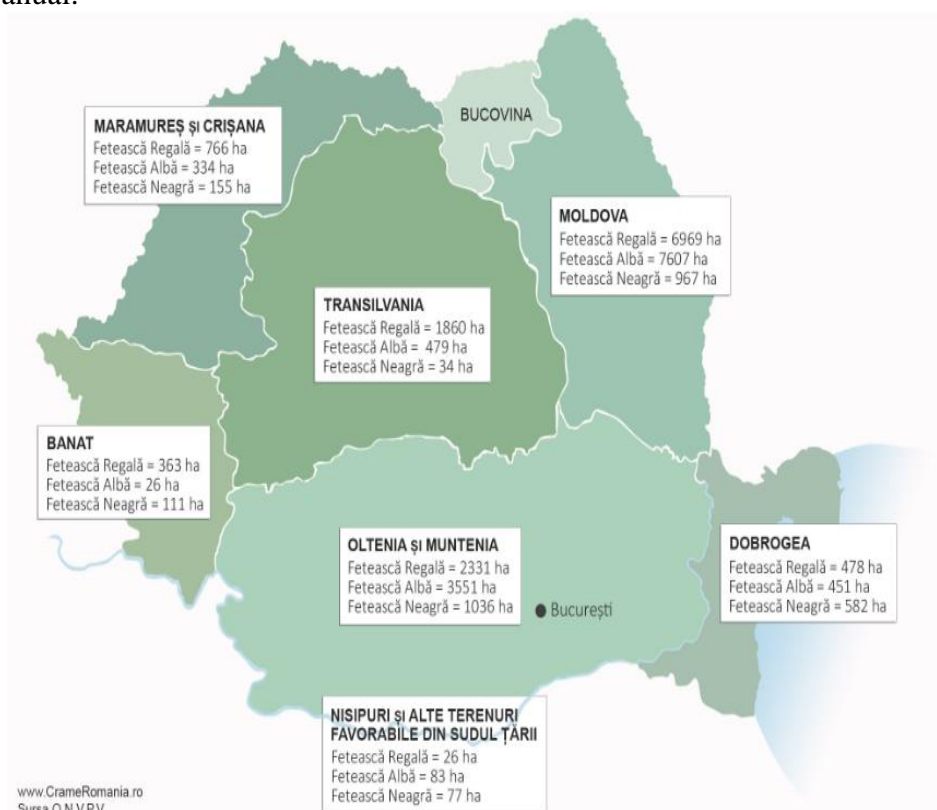 anual.
BUCOVINA
MARAMUREȘ și CRIȘANA
Fetească Regală = 766 ha
Fetească Albă = 334 ha
Fetească Neagră = 155 ha
MOLDOVA
Fetească Regală = 6969 ha
Fetească Albă = 7607 ha
Fetească Neagră = 967 ha
TRANSILVANIA
Fetească Regală = 1860 ha
Fetească Albă = 479 ha
Fetească Neagră = 34 ha
BANAT
Fetească Regală = 363 ha
Fetească Albă = 26 ha
Fetească Neagră = 111 ha
OLTENIA și MUNTENIA
Fetească Regală = 2331 ha
Fetească Albă = 3551 ha
Fetească Neagră = 1036 ha
București
DOBROGEA
Fetească Regală = 478 ha
Fetească Albă = 451 ha
Fetească Neagră = 582 ha
NISIPURI și ALTE TERENURI
FAVORABILE DIN SUDUL ȚĂRII
Fetească Regală = 26 ha
Fetească Albă = 83 ha
Fetească Neagră = 77 ha
www.CrameRomania.ro
Sursa O.N.V.P.V.